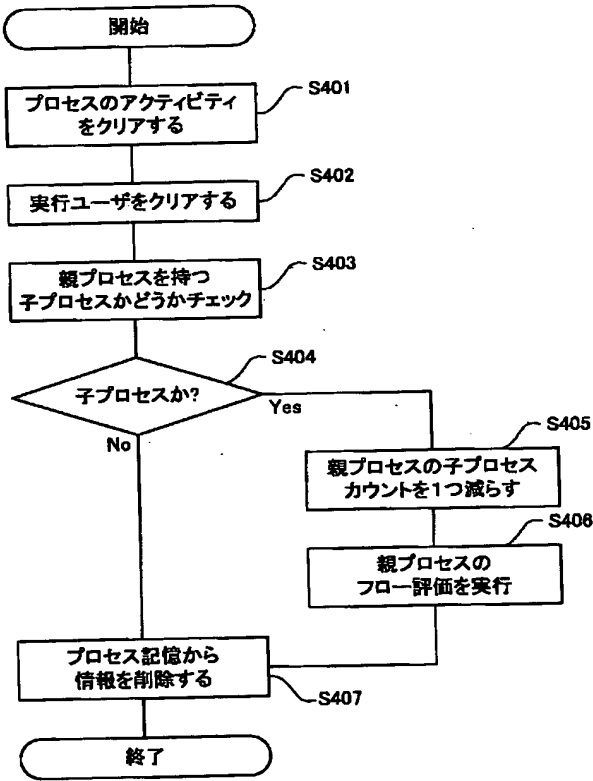 開始
プロセスのアクティビティ
をクリアする
S401
実行ユーザをクリアする
S402
親プロセスを持つ
子プロセスかどうかチェック
S403
子プロセスか?
S404
Yes
No
親プロセスの子プロセス
カウントを1つ減らす
S405
親プロセスの
フロー評価を実行
S406
プロセス記憶から
情報を削除する
S407
終了